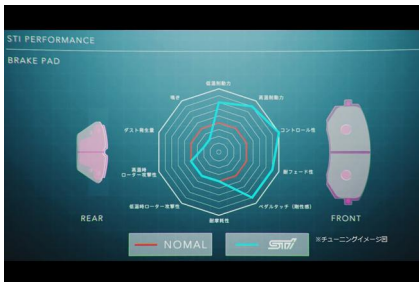 STI PERFORMANCE
BRAKE PAD
低温制動力
鳴き
高温制動力
ダスト発生量
コントロール性
高温時
ローター攻撃性
耐フェード性
低温時ローター攻撃性
ペダルタッチ(剛性感)
耐摩耗性
REAR
FRONT
NOMAL
STI
※チューニングイメージ図